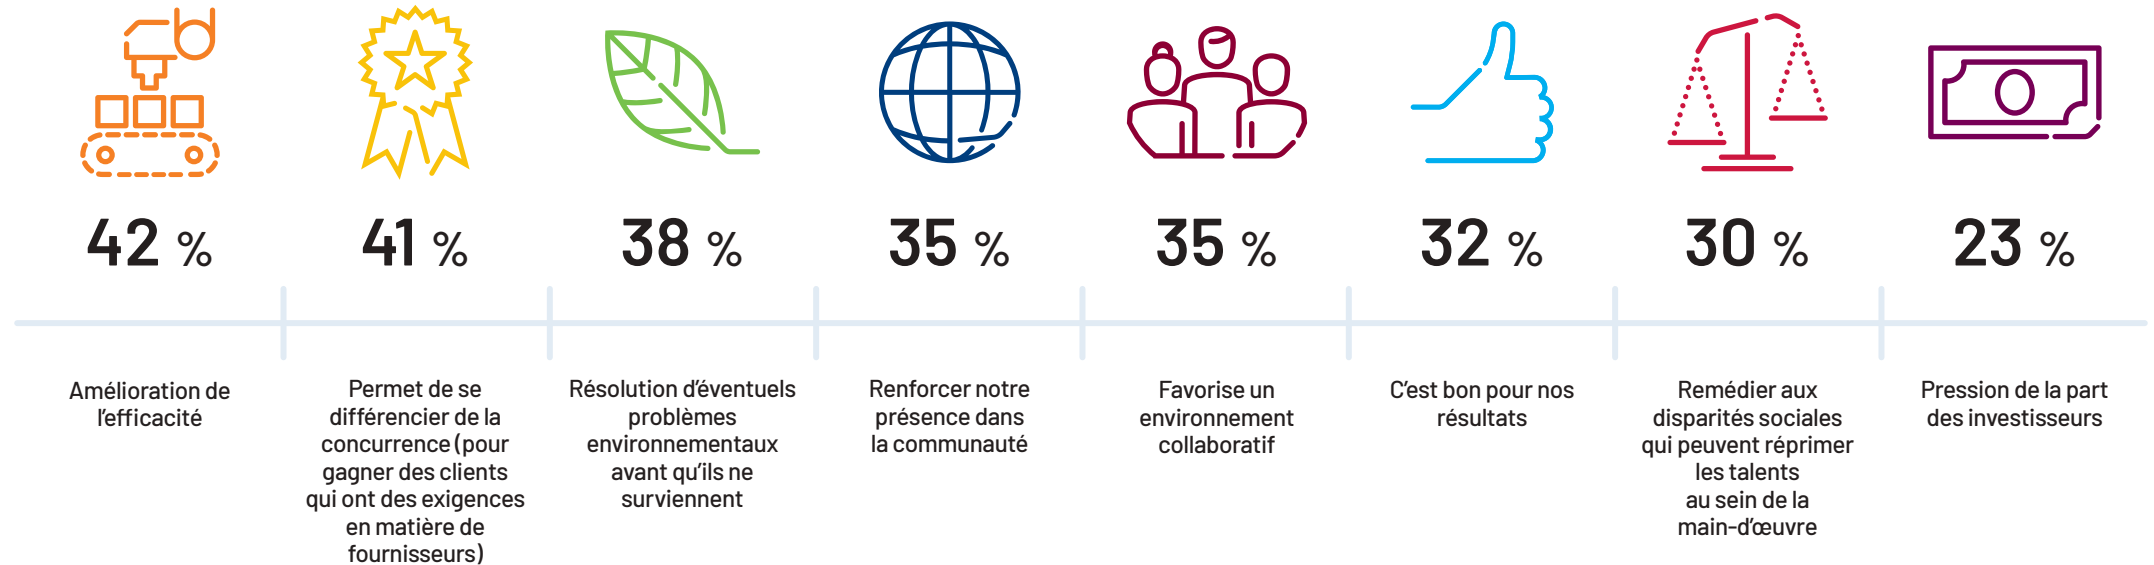 42 %
41 %
38 %
35 %
35 %
32 %
30 %
23 %
Amélioration de
l'efficacité
Permet de se
différencier de la
concurrence (pour
gagner des clients
qui ont des exigences
en matière de
fournisseurs)
Résolution d'éventuels
problèmes
environnementaux
avant qu'ils ne
surviennent
Renforcer notre
présence dans
la communauté
Favorise un
environnement
collaboratif
C'est bon pour nos
résultats
Remédier aux
disparités sociales
qui peuvent réprimer
les talents
au sein de la
main-d'œuvre
Pression de la part
des investisseurs